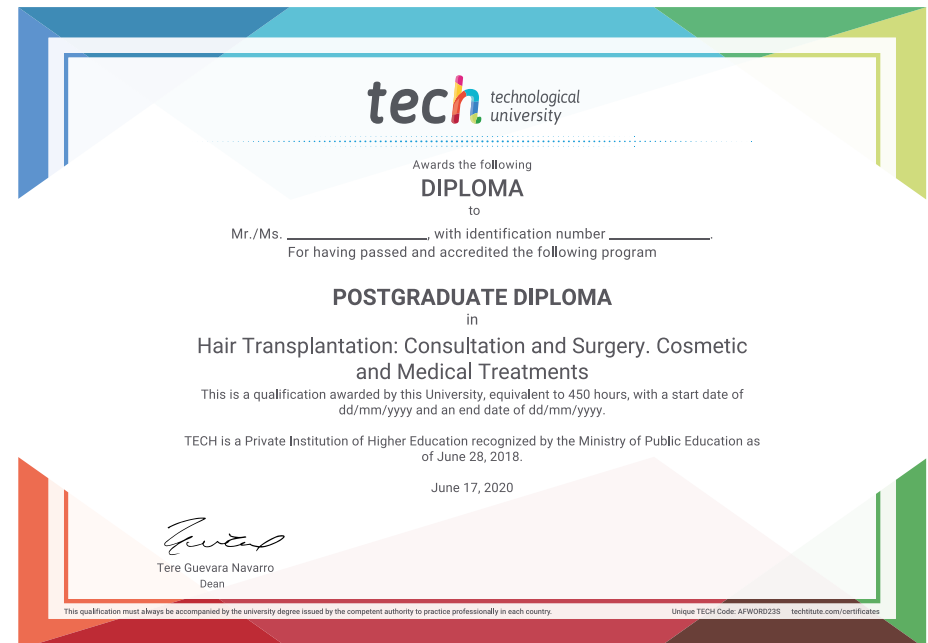 tech technological
university
Awards the following
DIPLOMA
to
Mr./Ms. ____________________, with identification number ______________.
For having passed and accredited the following program
POSTGRADUATE DIPLOMA
in
Hair Transplantation: Consultation and Surgery. Cosmetic
and Medical Treatments
This is a qualification awarded by this University, equivalent to 450 hours, with a start date of
dd/mm/yyyy and an end date of dd/mm/yyyy.
TECH is a Private Institution of Higher Education recognized by the Ministry of Public Education as
of June 28, 2018.
June 17, 2020
Tere Guevara Navarro
Dean
This qualification must always be accompanied by the university degree issued by the competent authority to practice professionally in each country.
Unique TECH Code: AFWORD23S techtitute.com/certificates